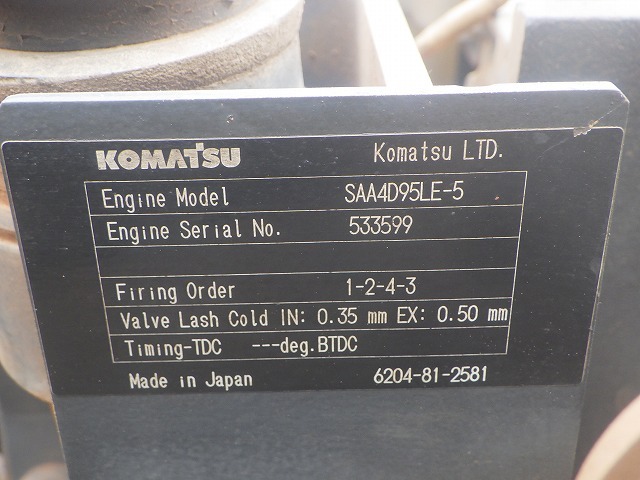 KOMATSU Komatsu LTD.
Engine Model SAA4D95LE-5
Engine Serial No. 533599
Firing Order 1-2-4-3
Valve Lash Cold IN: 0.35 mm EX: 0.50 mm
Timing-TDC ---deg.BTDC
Made in Japan 6204-81-2581